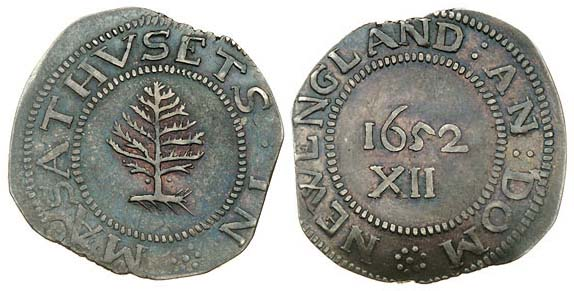 MASATHVSETS : IN
NEWENGLAND : AN : DOM
1652
XII